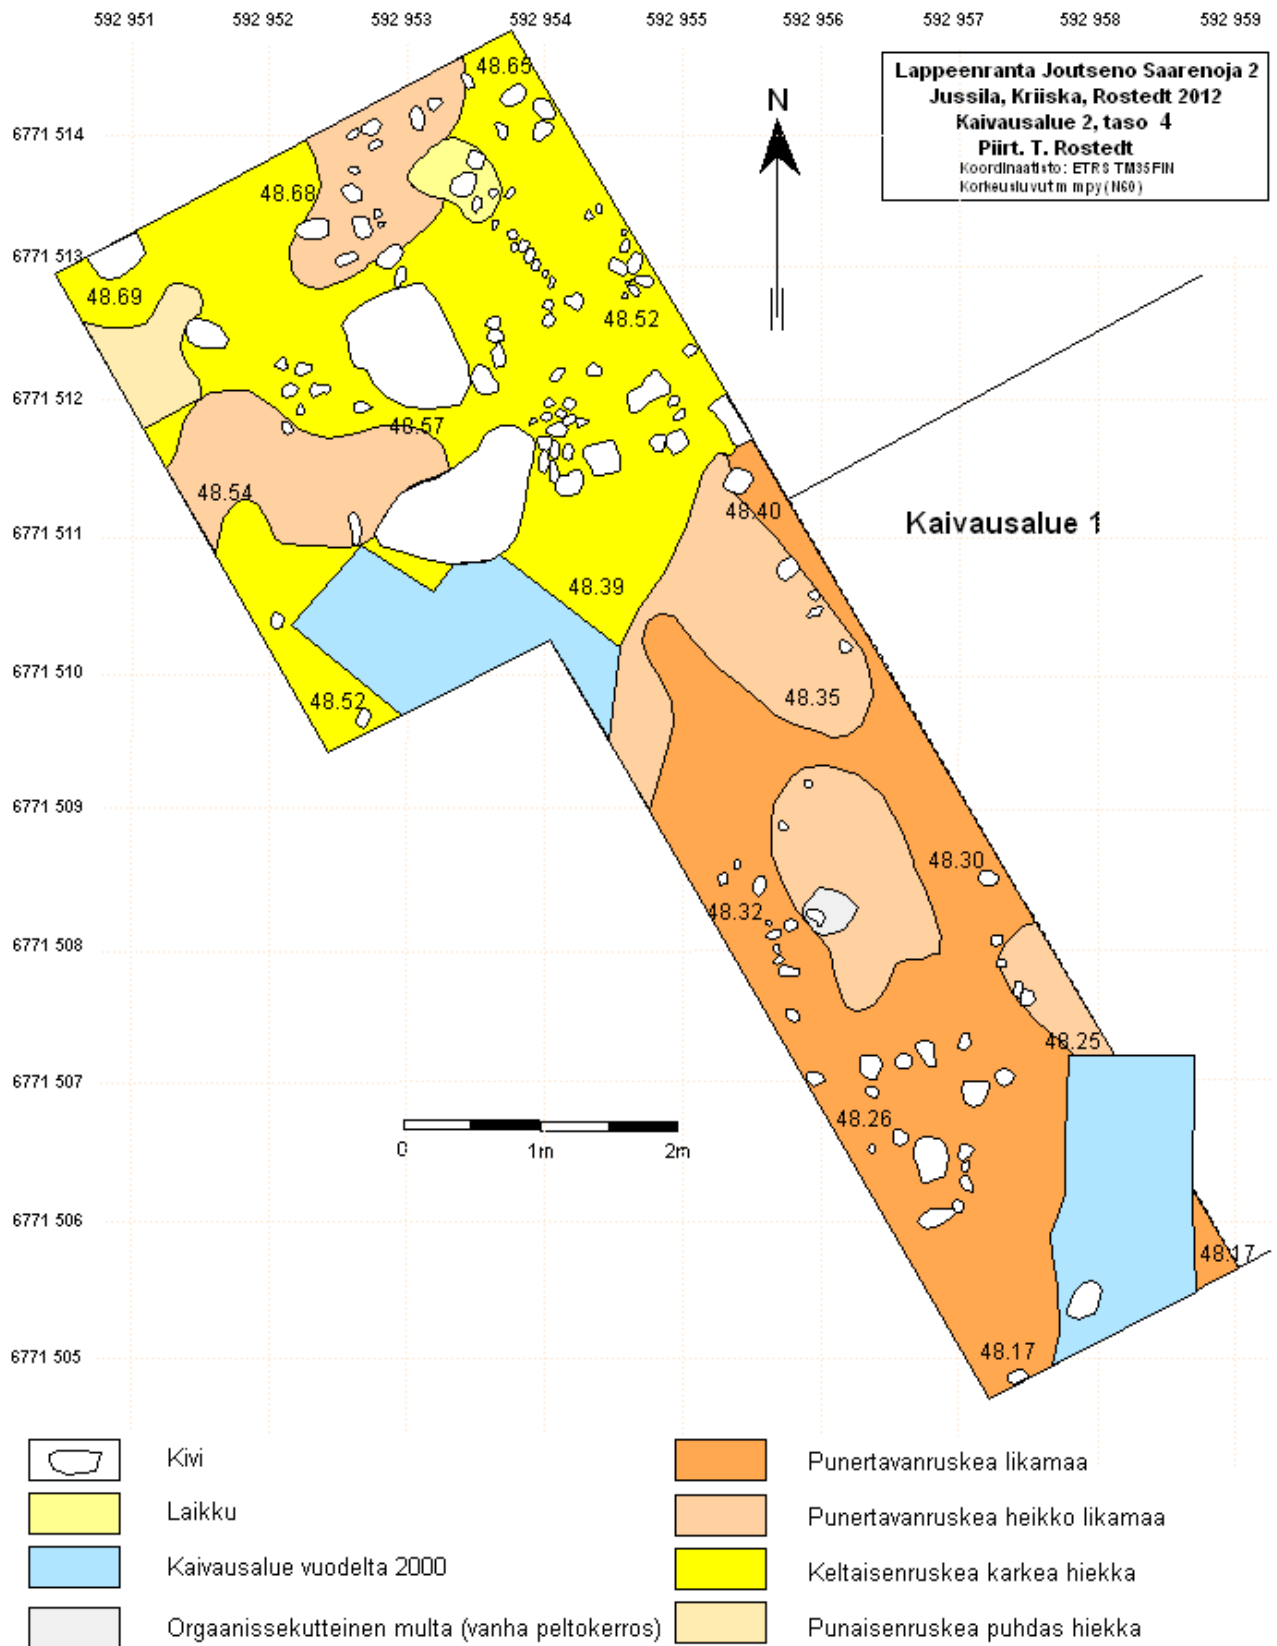 592 951 592 952 592 953 592 954 592 955 592 956 592 957 592 958 592 959
Lappeenranta Joutseno Saarenoja 2
Jussila, Kriiska, Rostedt 2012
Kaivausalue 2, taso 4
Piirt. T. Rostedt
Koordinaatisto: ETRS TM35FIN
Korkeusluvut m mpy (N60)
N
48.65
6771 514
48.68
6771 513
48.69
48.52
6771 512
48.57
48.54
48.40
6771 511
Kaivausalue 1
48.39
6771 510
48.52
48.35
6771 509
48.30
48.32
6771 508
48.25
6771 507
48.26
0 1m 2m
6771 506
48.17
48.17
6771 505
Kivi
Laikku
Kaivausalue vuodelta 2000
Orgaanissekutteinen multa (vanha peltokerros)
Punertavanruskea likamaa
Punertavanruskea heikko likamaa
Keltaisenruskea karkea hiekka
Punaisenruskea puhdas hiekka